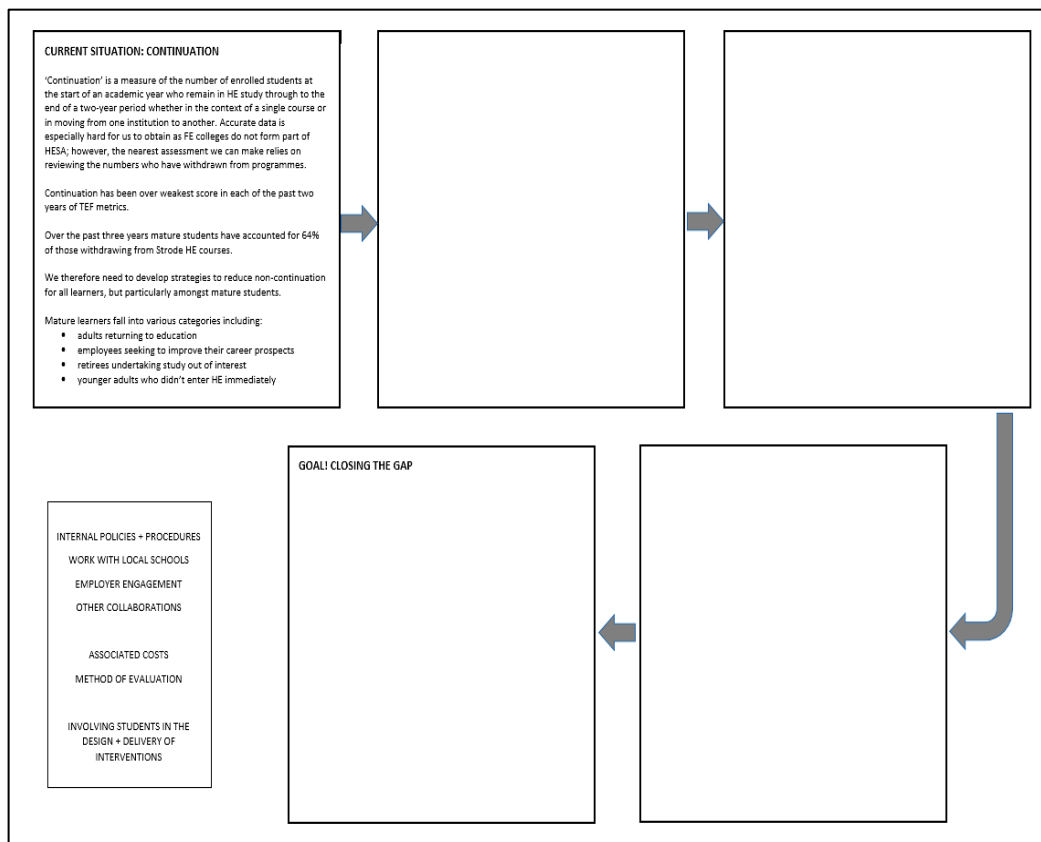 CURRENT SITUATION: CONTINUATION
'Continuation' is a measure of the number of enrolled students at
the start of an academic year who remain in HE study through to the
end of a two-year period whether in the context of a single course or
in moving from one institution to another. Accurate data is
especially hard for us to obtain as FE colleges do not form part of
HESA; however, the nearest assessment we can make relies on
reviewing the numbers who have withdrawn from programmes.
Continuation has been over weakest score in each of the past two
years of TEF metrics.
Over the past three years mature students have accounted for 64%
of those withdrawing from Strode HE courses.
We therefore need to develop strategies to reduce non-continuation
for all learners, but particularly amongst mature students.
Mature learners fall into various categories including:
• adults returning to education
• employees seeking to improve their career prospects
• retirees undertaking study out of interest
• younger adults who didn't enter HE immediately
GOAL! CLOSING THE GAP
INTERNAL POLICIES + PROCEDURES
WORK WITH LOCAL SCHOOLS
EMPLOYER ENGAGEMENT
OTHER COLLABORATIONS
ASSOCIATED COSTS
METHOD OF EVALUATION
INVOLVING STUDENTS IN THE
DESIGN + DELIVERY OF
INTERVENTIONS